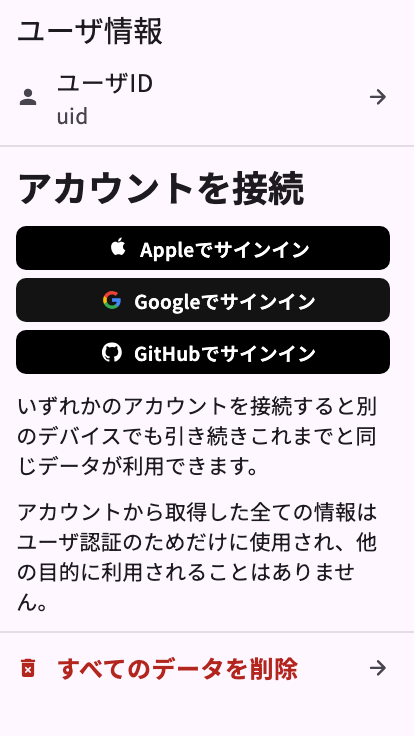 ユーザ情報
ユーザID
uid
アカウントを接続
Appleでサインイン
Googleでサインイン
GitHubでサインイン
いずれかのアカウントを接続すると別
のデバイスでも引き続きこれまでと同
じデータが利用できます。
アカウントから取得した全ての情報は
ユーザ認証のためだけに使用され、他
の目的に利用されることはありませ
ん。
すべてのデータを削除